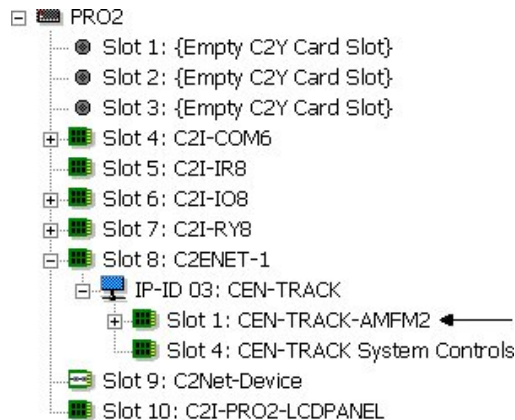 PRO2
Slot 1: {Empty C2Y Card Slot}
Slot 2: {Empty C2Y Card Slot}
Slot 3: {Empty C2Y Card Slot}
Slot 4: C2I-COM6
Slot 5: C2I-IR8
Slot 6: C2I-IO8
Slot 7: C2I-RY8
Slot 8: C2ENET-1
IP-ID 03: CEN-TRACK
Slot 1: CEN-TRACK-AMFM2
Slot 4: CEN-TRACK System Controls
Slot 9: C2Net-Device
Slot 10: C2I-PRO2-LCDPANEL